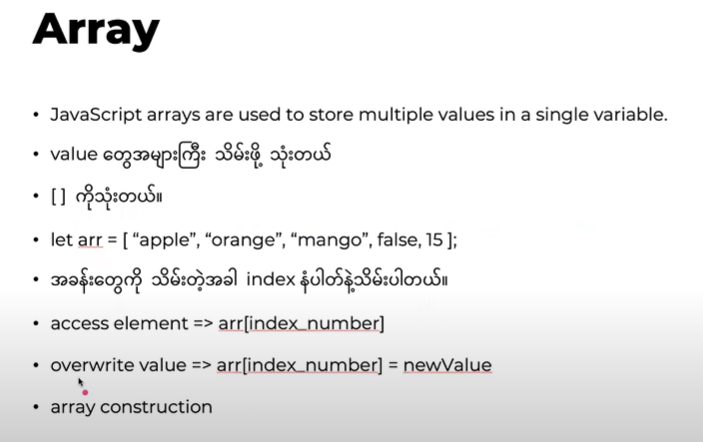 Array
• JavaScript arrays are used to store multiple values in a single variable.
• value တွေအများကြီး သိမ်းဖို့ သုံးတယ်
• [ ] ကိုသုံးတယ်။
• let arr = [ “apple”, “orange”, “mango”, false, 15 ];
• အခန်းတွေကို သိမ်းတဲ့အခါ index နံပါတ်နဲ့သိမ်းပါတယ်။
• access element => arr[index_number]
• overwrite value => arr[index_number] = newValue
• array construction